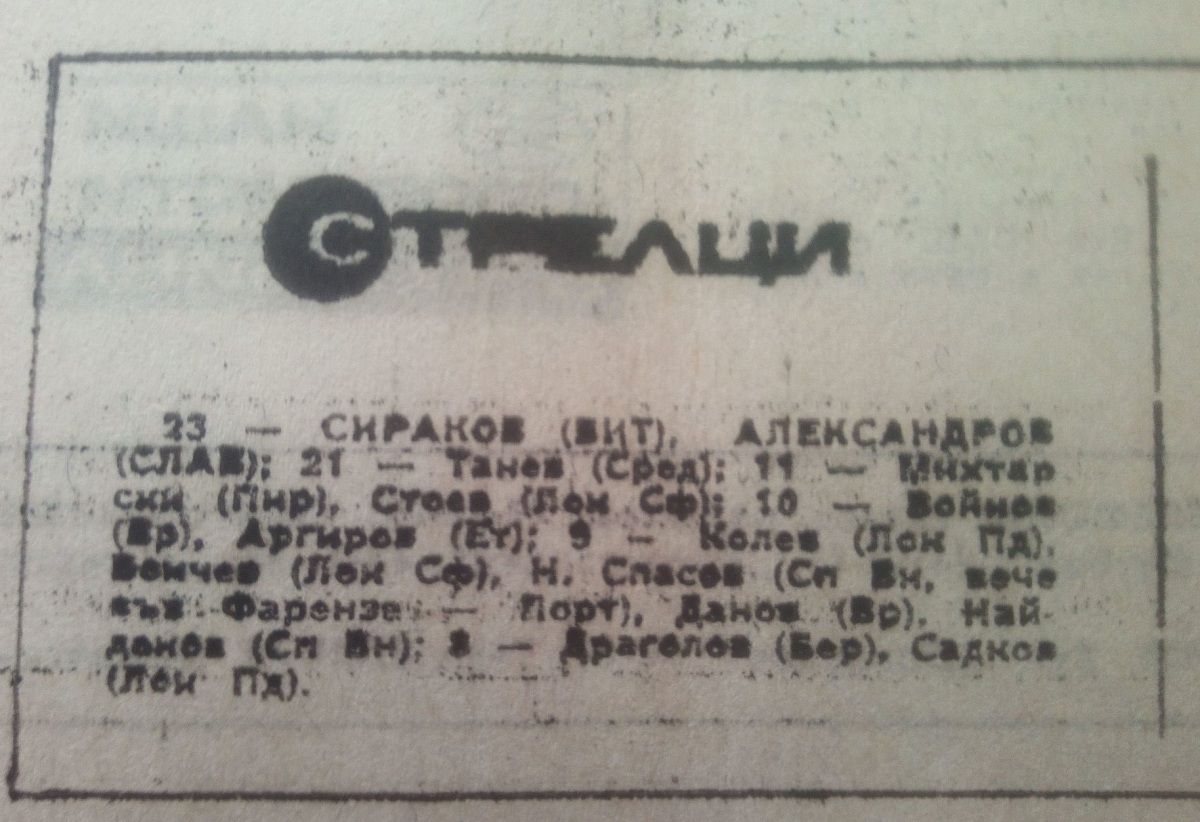 СТРЕЛЦИ
23 — СИРАКОВ (ВИТ), АЛЕКСАНДРОВ
(СЛАВ); 21 — Танев (Сред); 11 — Михтар
ски (Пир), Стоев (Лок Сф); 10 — Войнов
(Вр), Аргиров (Ет); 9 — Колев (Лок Пд),
Бончев (Лок Сф), Н. Спасов (Сп Вн, вече
във Фарензе — Порт), Данов (Вр), Най-
денов (Сп Вн); 8 — Драголов (Бер), Садков
(Лок Пд).